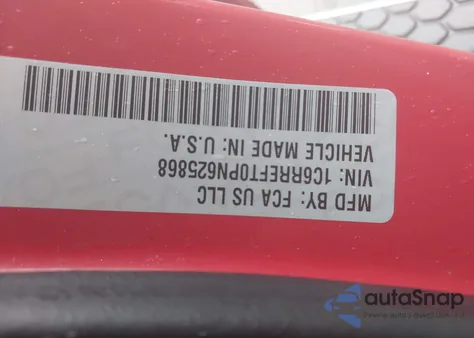 MFD BY: FCA US LLC
VIN: 1C6RREFT0PN625868
VEHICLE MADE IN: U.S.A.
autoSnap